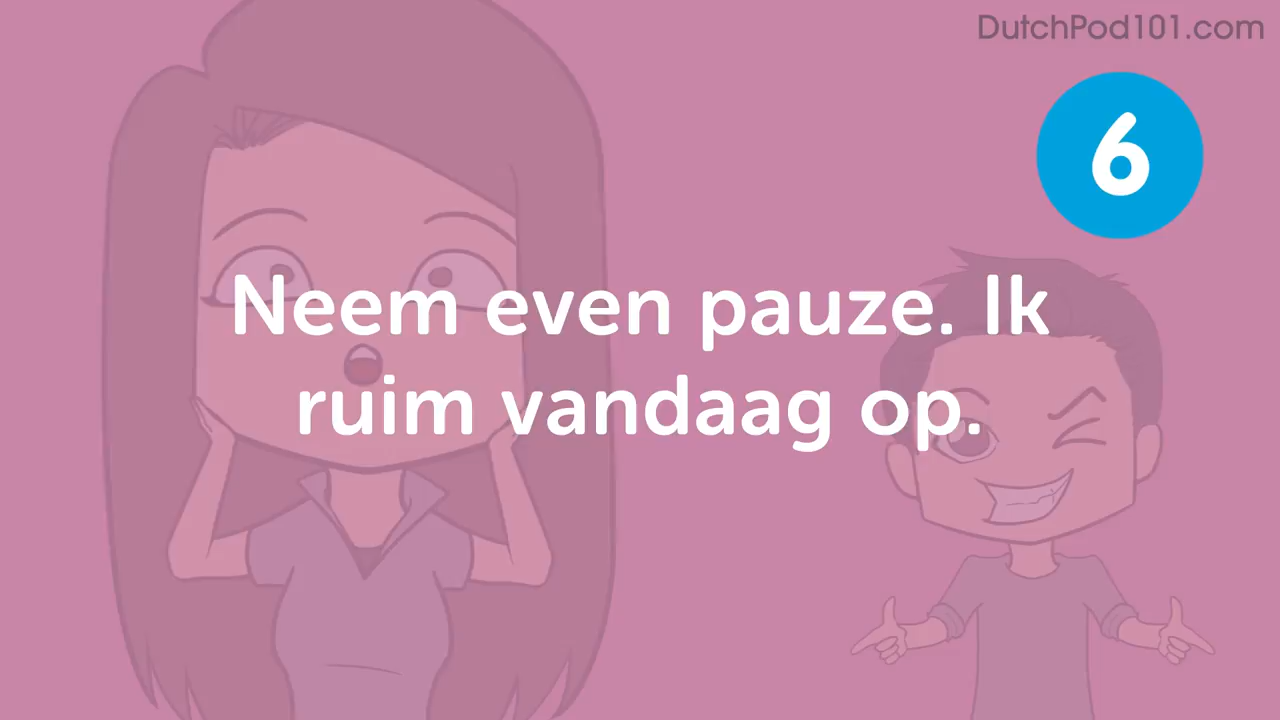 DutchPod101.com
6
Neem even pauze. Ik
ruim vandaag op.